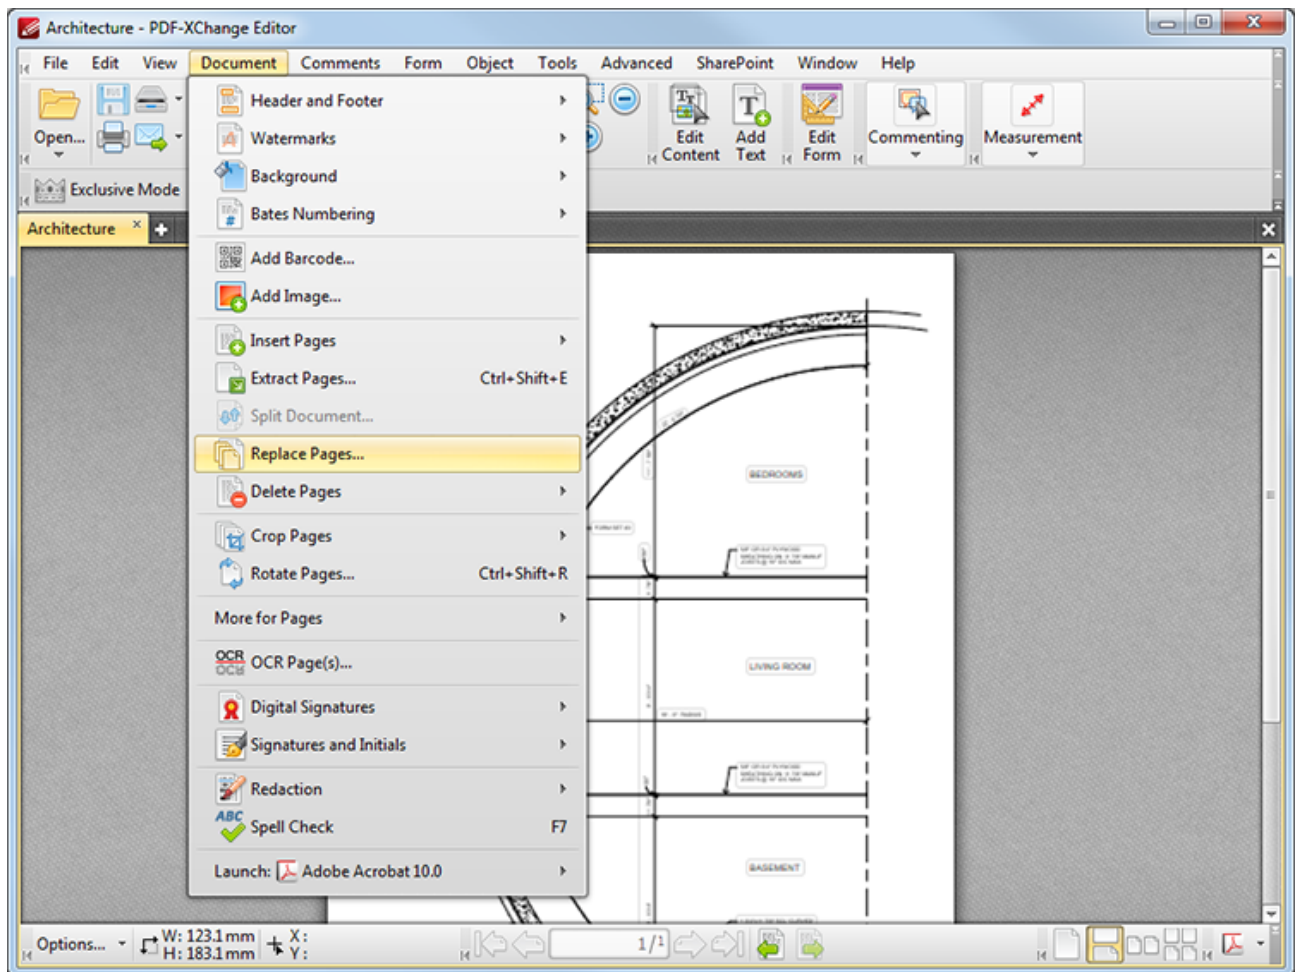 Architecture - PDF-XChange Editor
File Edit View Document Comments Form Object Tools Advanced SharePoint Window Help
Open...
Edit Content
Add Text
Edit Form
Commenting
Measurement
Exclusive Mode
Architecture
Header and Footer
Watermarks
Background
Bates Numbering
Add Barcode...
Add Image...
Insert Pages
Extract Pages... Ctrl+Shift+E
Split Document...
Replace Pages...
Delete Pages
Crop Pages
Rotate Pages... Ctrl+Shift+R
More for Pages
OCR OCR Page(s)...
Digital Signatures
Signatures and Initials
Redaction
ABC Spell Check F7
Launch: Adobe Acrobat 10.0
BEDROOMS
LIVING ROOM
BASEMENT
Options... W: 123.1 mm X:
H: 183.1 mm Y:
1/1